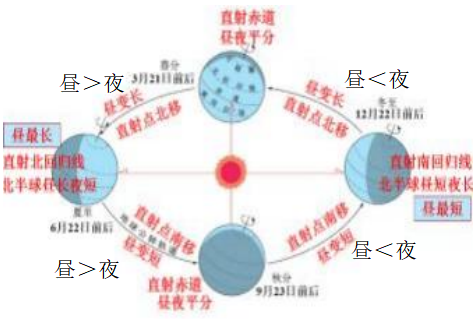 直射赤道
昼夜平分
春分
3月21日前后
昼>夜
昼变长
直射点北移
昼<夜
昼变长
直射点北移
冬至
12月22日前后
昼最长
直射北回归线
北半球昼长夜短
夏至
6月22日前后
直射南回归线
北半球昼短夜长
昼最短
直射点南移
地球公转轨道
昼变短
昼>夜
直射点南移
昼变短
昼<夜
直射赤道
昼夜平分
秋分
9月23日前后